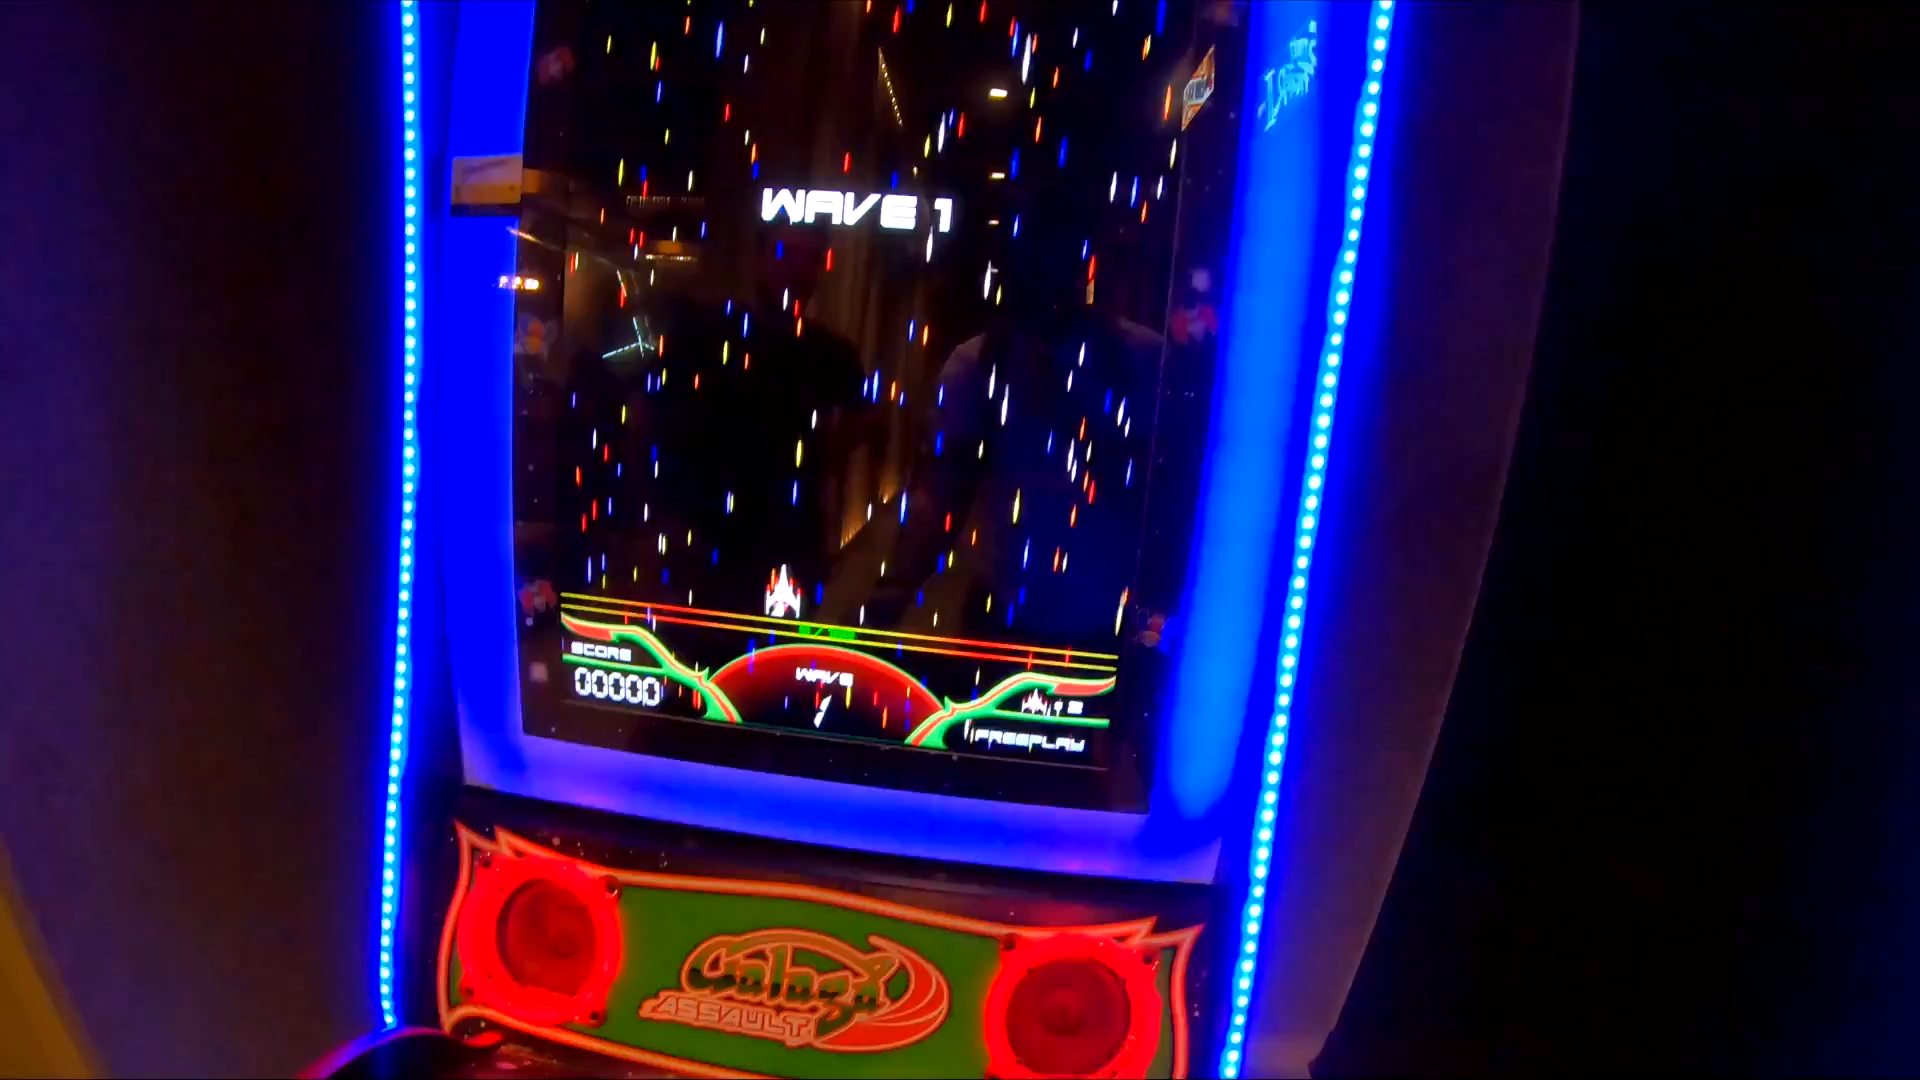 WAVE 1
SCORE
00000
WAVE
1
FREEPLAY
Galaga
ASSAULT